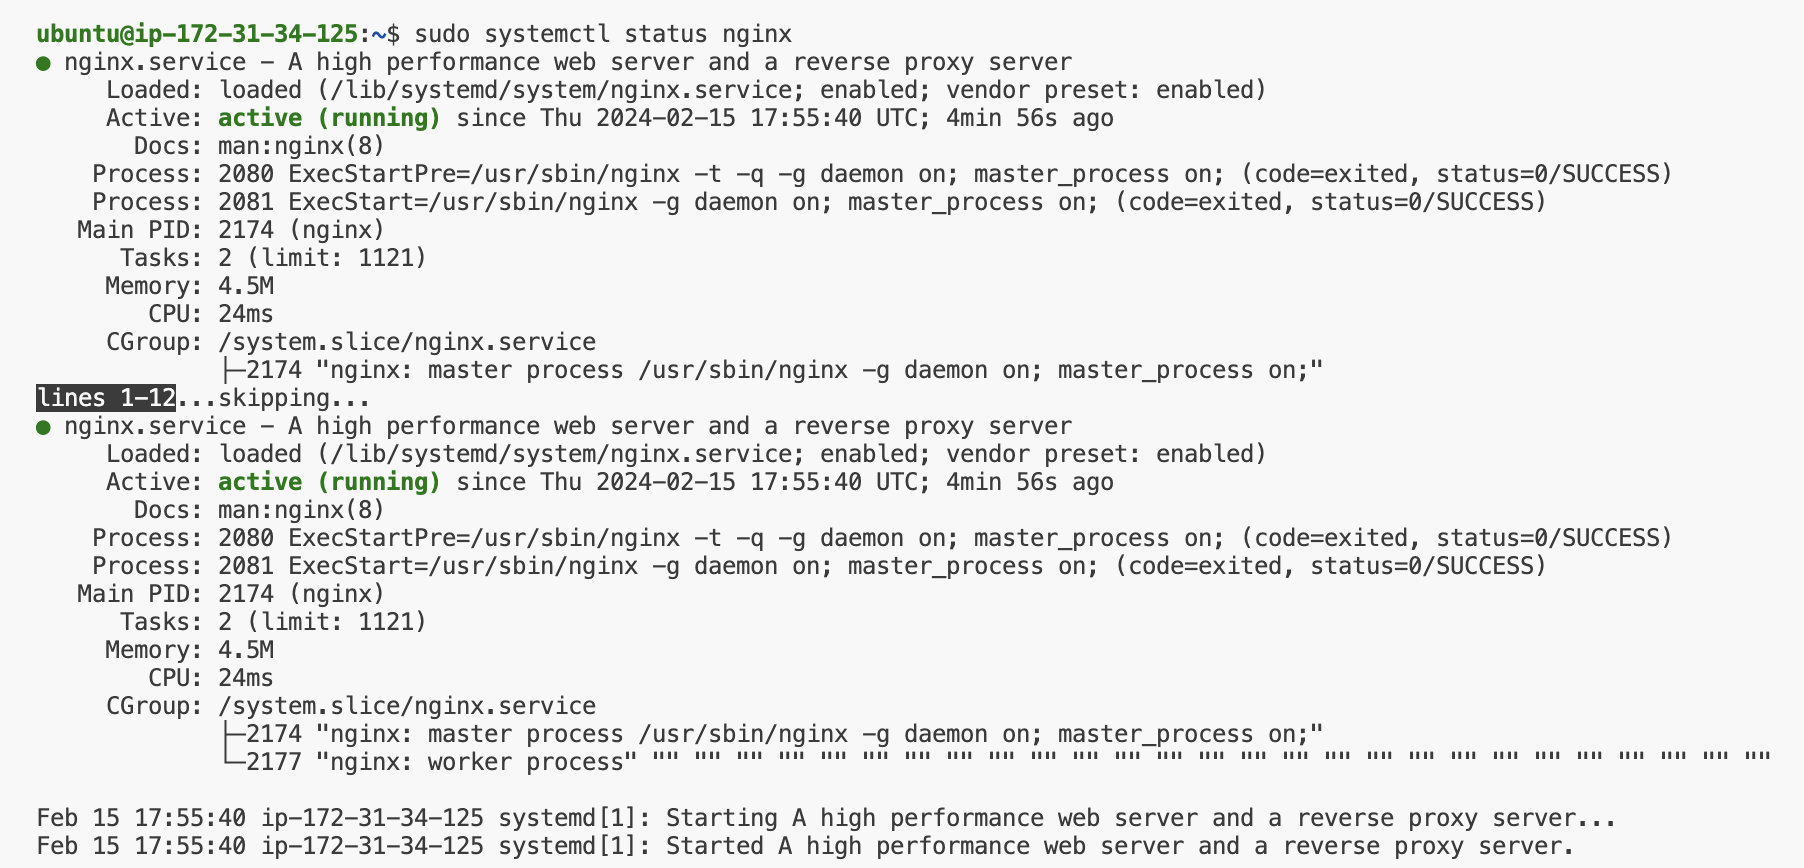 ubuntu@ip-172-31-34-125:~$ sudo systemctl status nginx
● nginx.service - A high performance web server and a reverse proxy server
     Loaded: loaded (/lib/systemd/system/nginx.service; enabled; vendor preset: enabled)
     Active: active (running) since Thu 2024-02-15 17:55:40 UTC; 4min 56s ago
       Docs: man:nginx(8)
    Process: 2080 ExecStartPre=/usr/sbin/nginx -t -q -g daemon on; master_process on; (code=exited, status=0/SUCCESS)
    Process: 2081 ExecStart=/usr/sbin/nginx -g daemon on; master_process on; (code=exited, status=0/SUCCESS)
   Main PID: 2174 (nginx)
      Tasks: 2 (limit: 1121)
     Memory: 4.5M
        CPU: 24ms
     CGroup: /system.slice/nginx.service
             ├─2174 "nginx: master process /usr/sbin/nginx -g daemon on; master_process on;"
lines 1-12...skipping...
● nginx.service - A high performance web server and a reverse proxy server
     Loaded: loaded (/lib/systemd/system/nginx.service; enabled; vendor preset: enabled)
     Active: active (running) since Thu 2024-02-15 17:55:40 UTC; 4min 56s ago
       Docs: man:nginx(8)
    Process: 2080 ExecStartPre=/usr/sbin/nginx -t -q -g daemon on; master_process on; (code=exited, status=0/SUCCESS)
    Process: 2081 ExecStart=/usr/sbin/nginx -g daemon on; master_process on; (code=exited, status=0/SUCCESS)
   Main PID: 2174 (nginx)
      Tasks: 2 (limit: 1121)
     Memory: 4.5M
        CPU: 24ms
     CGroup: /system.slice/nginx.service
             ├─2174 "nginx: master process /usr/sbin/nginx -g daemon on; master_process on;"
             └─2177 "nginx: worker process" "" "" "" "" "" "" "" "" "" "" "" "" "" "" "" "" "" "" "" "" "" "" "" "" "" "" ""

Feb 15 17:55:40 ip-172-31-34-125 systemd[1]: Starting A high performance web server and a reverse proxy server...
Feb 15 17:55:40 ip-172-31-34-125 systemd[1]: Started A high performance web server and a reverse proxy server.